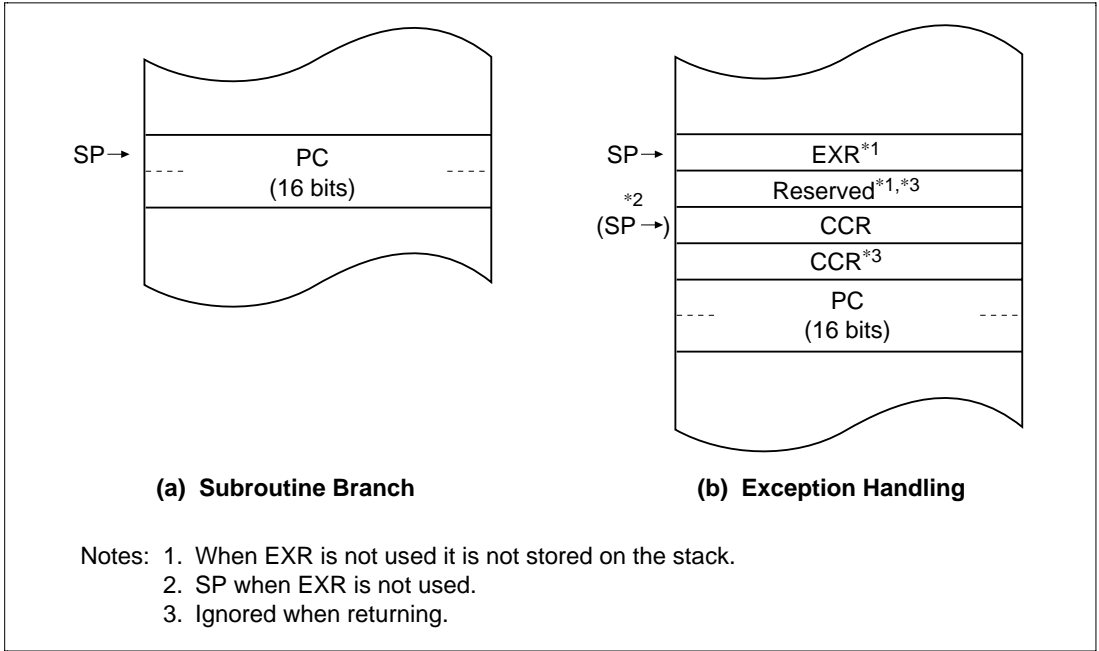 SP→
PC
(16 bits)
(a) Subroutine Branch
SP→
*2
(SP→)
EXR*1
Reserved*1,*3
CCR
CCR*3
PC
(16 bits)
(b) Exception Handling
Notes: 1. When EXR is not used it is not stored on the stack.
2. SP when EXR is not used.
3. Ignored when returning.